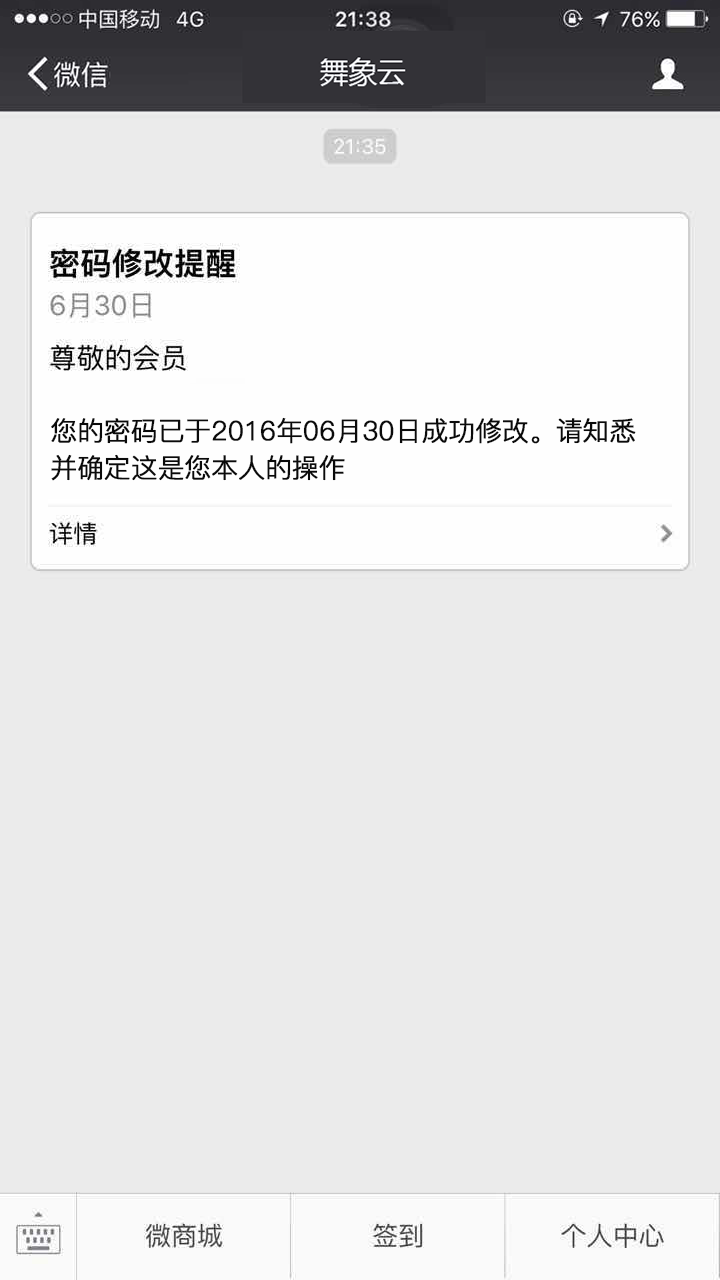 中国移动 4G 21:38 76%
微信 舞象云
21:35
密码修改提醒
6月30日
尊敬的会员
您的密码已于2016年06月30日成功修改。请知悉
并确定这是您本人的操作
详情
微商城 签到 个人中心